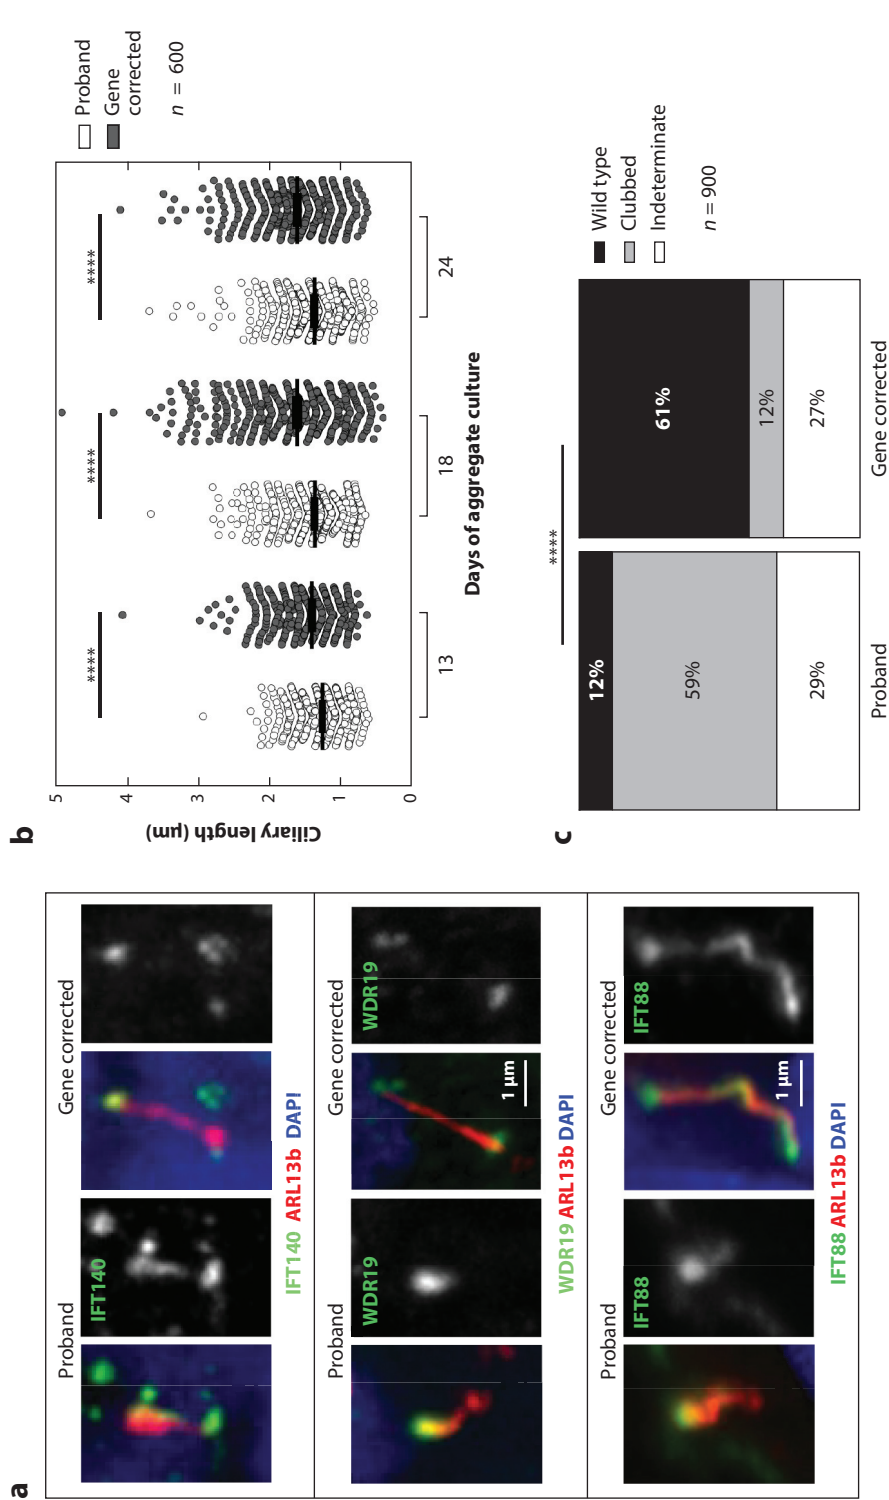 a
Proband
Gene corrected
IFT140
IFT140 ARL13b DAPI
Proband
Gene corrected
WDR19
WDR19
1 µm
WDR19 ARL13b DAPI
Proband
Gene corrected
IFT88
IFT88
1 µm
IFT88 ARL13b DAPI
b
Ciliary length (µm)
5
4
3
2
1
0
****
****
****
13
18
24
Days of aggregate culture
Proband
Gene
corrected
n = 600
c
****
12%
59%
29%
61%
12%
27%
Proband
Gene corrected
Wild type
Clubbed
Indeterminate
n = 900